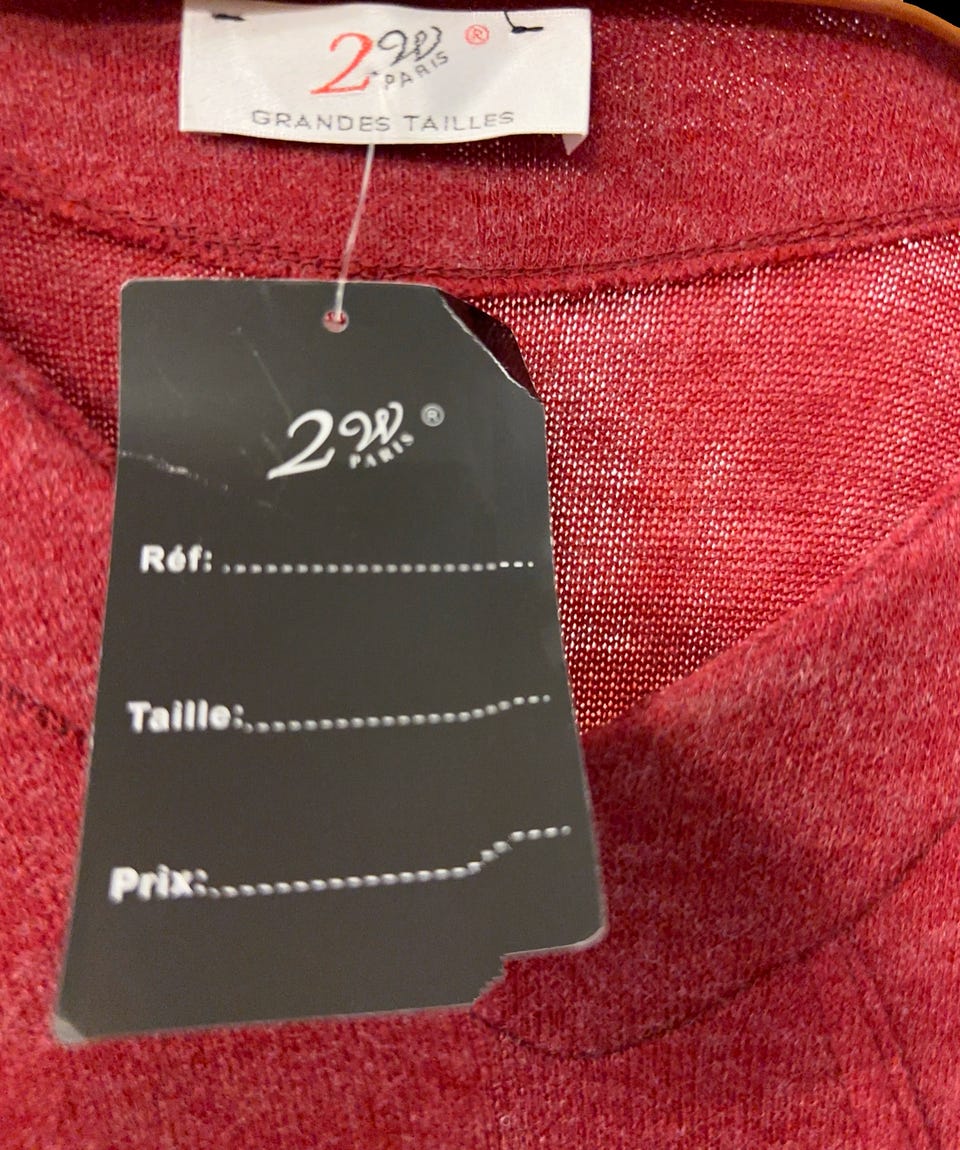 2W PARIS ®
GRANDES TAILLES
2W PARIS ®
Réf: ........................
Taille: ........................
Prix: ........................